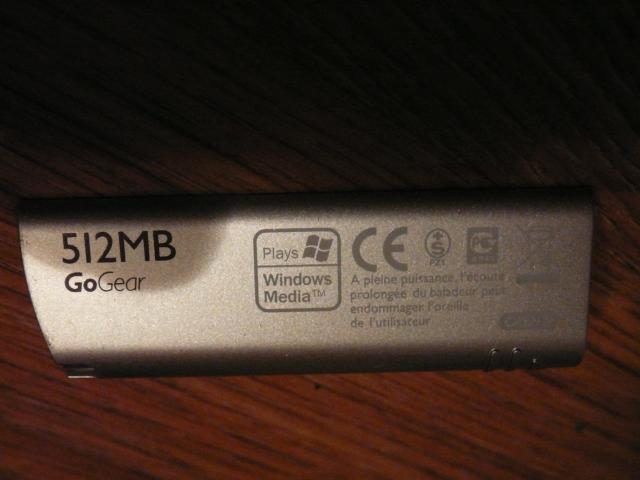 512MB
GoGear
Plays
Windows
Media™
CE
A pleine puissance, l'écoute
prolongée du baladeur peut
endommager l'oreille
de l'utilisateur